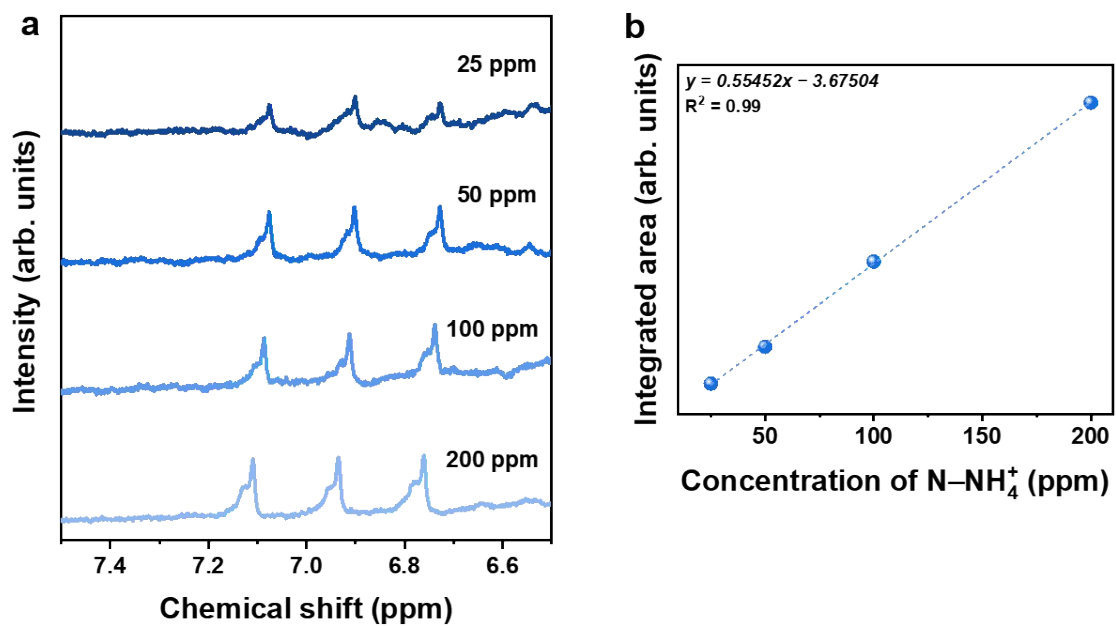 a
25 ppm
50 ppm
100 ppm
200 ppm
Intensity (arb. units)
7.4 7.2 7.0 6.8 6.6
Chemical shift (ppm)
b
y = 0.55452x − 3.67504
R² = 0.99
Integrated area (arb. units)
50 100 150 200
Concentration of N–NH₄⁺ (ppm)